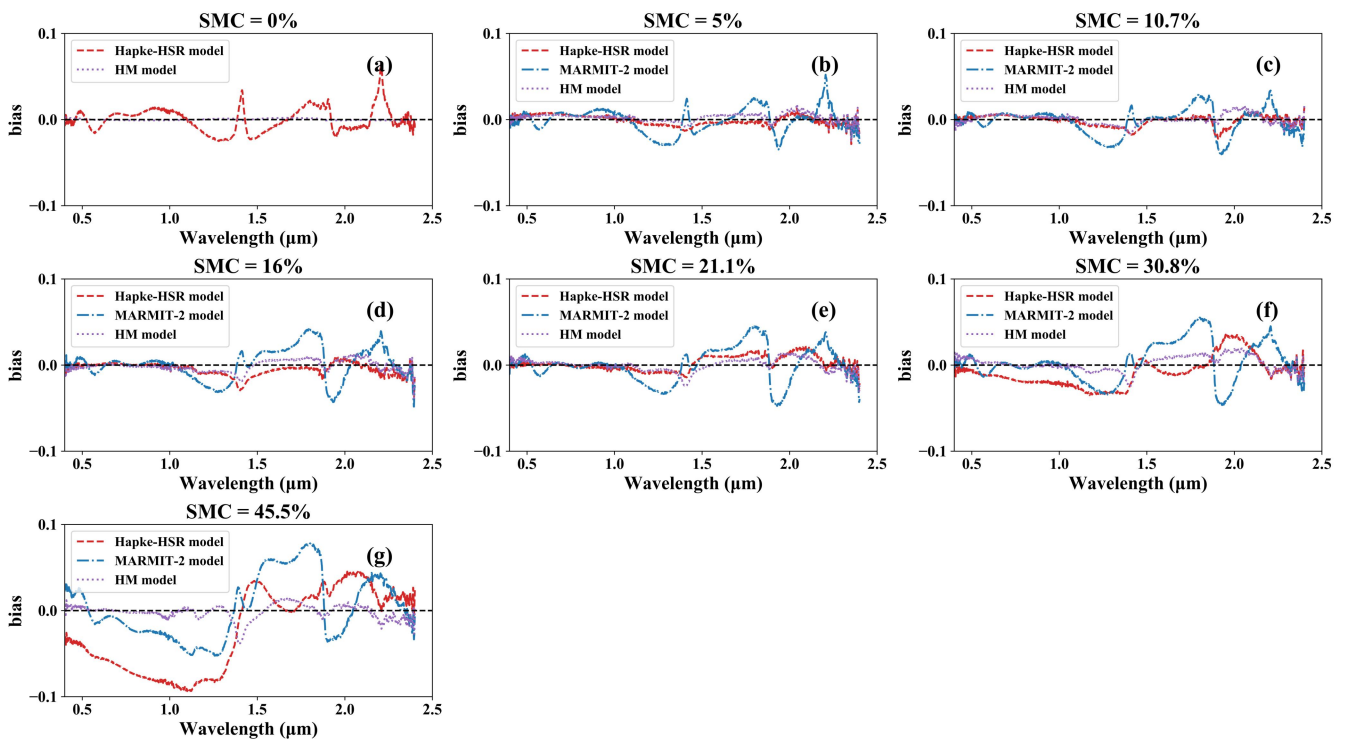 SMC = 0%
0.1
0.0
−0.1
bias
Hapke-HSR model
HM model
(a)
0.5 1.0 1.5 2.0 2.5
Wavelength (μm)
SMC = 5%
0.1
0.0
−0.1
bias
Hapke-HSR model
MARMIT-2 model
HM model
(b)
0.5 1.0 1.5 2.0 2.5
Wavelength (μm)
SMC = 10.7%
0.1
0.0
−0.1
bias
Hapke-HSR model
MARMIT-2 model
HM model
(c)
0.5 1.0 1.5 2.0 2.5
Wavelength (μm)
SMC = 16%
0.1
0.0
−0.1
bias
Hapke-HSR model
MARMIT-2 model
HM model
(d)
0.5 1.0 1.5 2.0 2.5
Wavelength (μm)
SMC = 21.1%
0.1
0.0
−0.1
bias
Hapke-HSR model
MARMIT-2 model
HM model
(e)
0.5 1.0 1.5 2.0 2.5
Wavelength (μm)
SMC = 30.8%
0.1
0.0
−0.1
bias
Hapke-HSR model
MARMIT-2 model
HM model
(f)
0.5 1.0 1.5 2.0 2.5
Wavelength (μm)
SMC = 45.5%
0.1
0.0
−0.1
bias
Hapke-HSR model
MARMIT-2 model
HM model
(g)
0.5 1.0 1.5 2.0 2.5
Wavelength (μm)